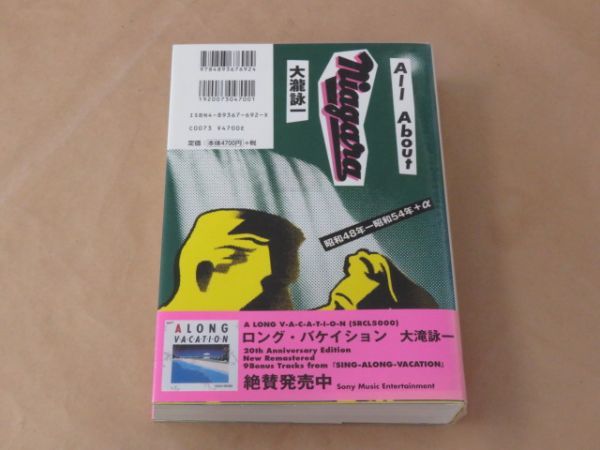 9784893676924
1920073047001
ISBN4-89367-692-X
C0073 ¥4700E
定価 本体4700円 +税
大瀧詠一
Niagara
All About
昭和48年ー昭和54年+α
A LONG VACATION
A LONG V-A-C-A-T-I-O-N (SRCL5000)
ロング・バケイション 大滝詠一
20th Anniversary Edition
New Remastered
9Bonus Tracks from 『SING-ALONG-VACATION』
絶賛発売中 Sony Music Entertainment